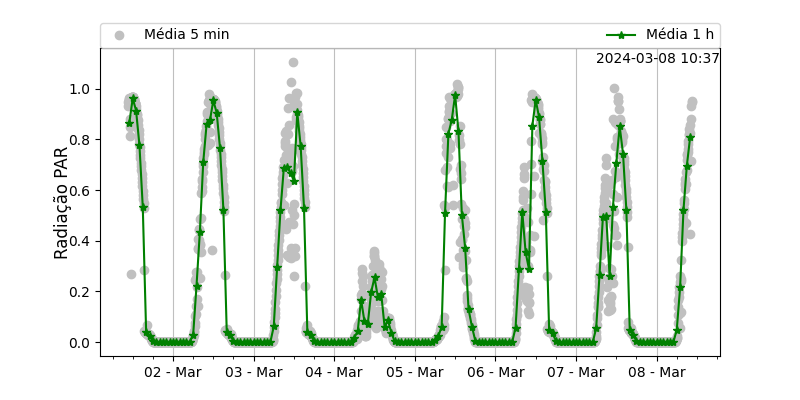 Média 5 min
Média 1 h
2024-03-08 10:37
Radiação PAR
1.0
0.8
0.6
0.4
0.2
0.0
02 - Mar
03 - Mar
04 - Mar
05 - Mar
06 - Mar
07 - Mar
08 - Mar